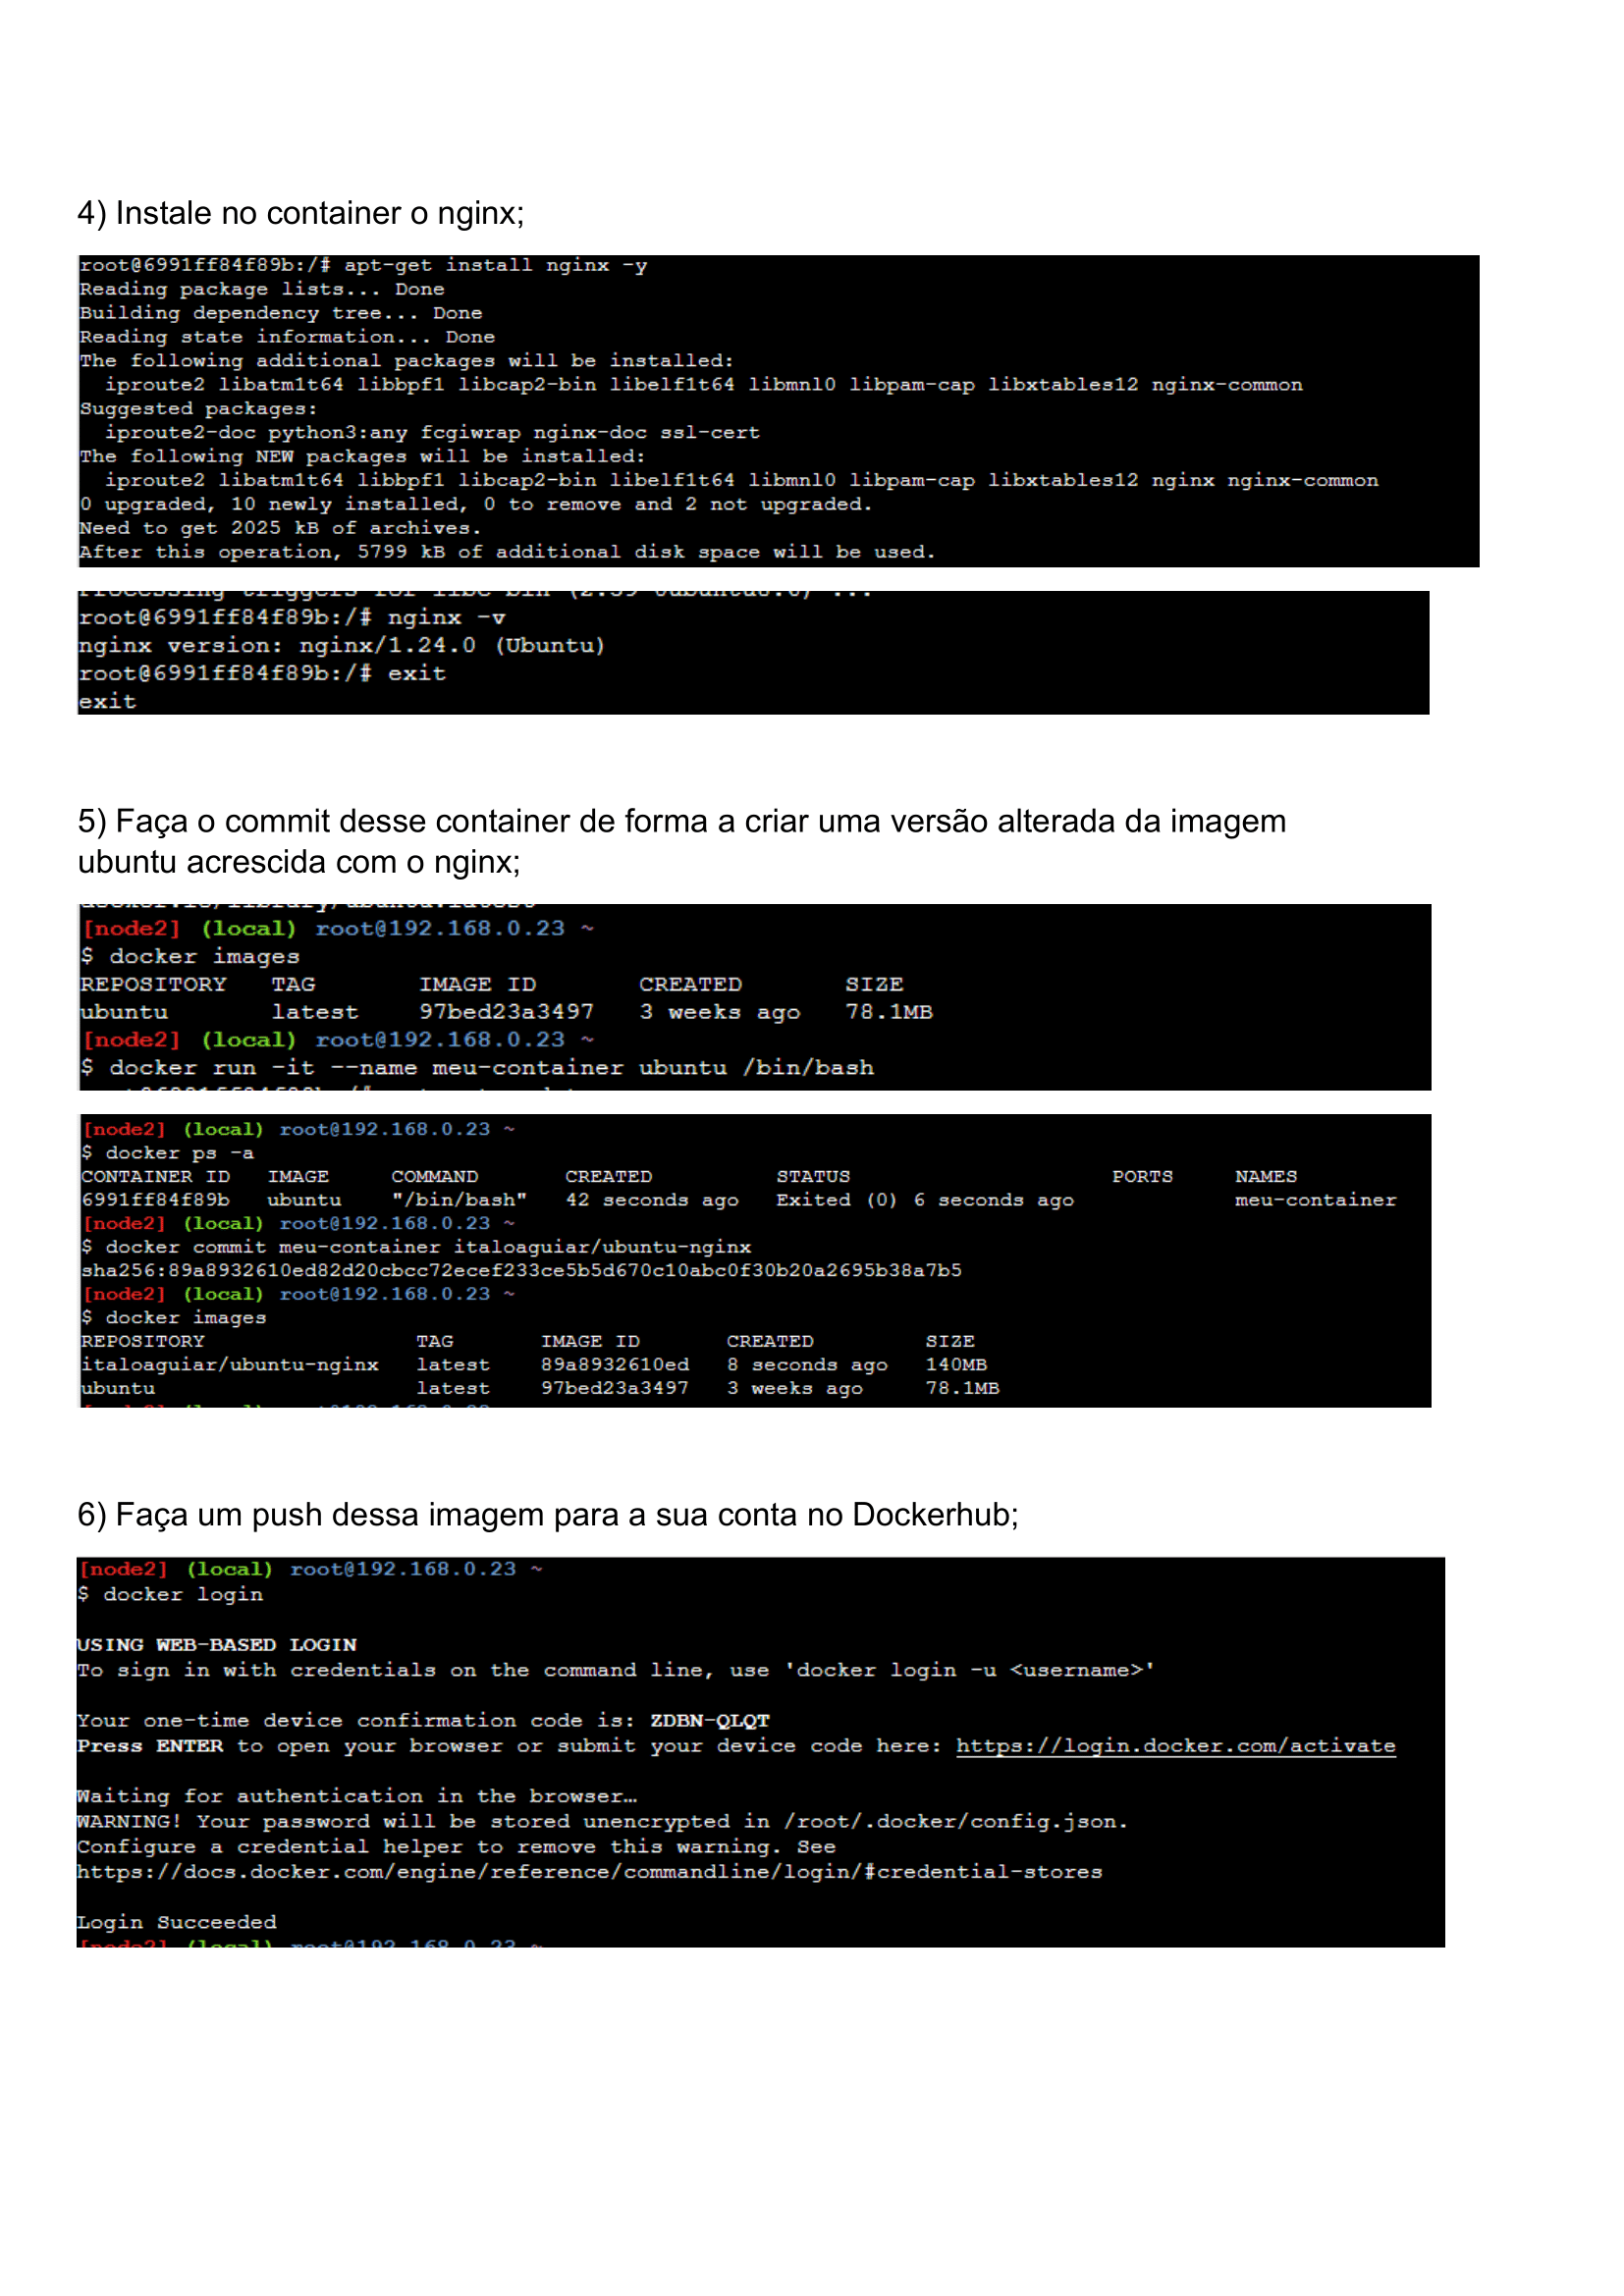 4) Instale no container o nginx;
root@6991ff84f89b:/# apt-get install nginx -y
Reading package lists... Done
Building dependency tree... Done
Reading state information... Done
The following additional packages will be installed:
  iproute2 libatm1t64 libbpf1 libcap2-bin libelf1t64 libmnl0 libpam-cap libxtables12 nginx-common
Suggested packages:
  iproute2-doc python3:any fcgiwrap nginx-doc ssl-cert
The following NEW packages will be installed:
  iproute2 libatm1t64 libbpf1 libcap2-bin libelf1t64 libmnl0 libpam-cap libxtables12 nginx nginx-common
0 upgraded, 10 newly installed, 0 to remove and 2 not upgraded.
Need to get 2025 kB of archives.
After this operation, 5799 kB of additional disk space will be used.
Processing triggers for libc-bin
root@6991ff84f89b:/# nginx -v
nginx version: nginx/1.24.0 (Ubuntu)
root@6991ff84f89b:/# exit
exit
5) Faça o commit desse container de forma a criar uma versão alterada da imagem
ubuntu acrescida com o nginx;
docker.io/library/ubuntu:latest
[node2] (local) root@192.168.0.23 ~
$ docker images
REPOSITORY   TAG       IMAGE ID       CREATED       SIZE
ubuntu       latest    97bed23a3497   3 weeks ago   78.1MB
[node2] (local) root@192.168.0.23 ~
$ docker run -it --name meu-container ubuntu /bin/bash
[node2] (local) root@192.168.0.23 ~
$ docker ps -a
CONTAINER ID   IMAGE     COMMAND       CREATED          STATUS                     PORTS     NAMES
6991ff84f89b   ubuntu    "/bin/bash"   42 seconds ago   Exited (0) 6 seconds ago             meu-container
[node2] (local) root@192.168.0.23 ~
$ docker commit meu-container italoaguiar/ubuntu-nginx
sha256:89a8932610ed82d20cbcc72ecef233ce5b5d670c10abc0f30b20a2695b38a7b5
[node2] (local) root@192.168.0.23 ~
$ docker images
REPOSITORY                 TAG       IMAGE ID       CREATED         SIZE
italoaguiar/ubuntu-nginx   latest    89a8932610ed   8 seconds ago   140MB
ubuntu                     latest    97bed23a3497   3 weeks ago     78.1MB
6) Faça um push dessa imagem para a sua conta no Dockerhub;
[node2] (local) root@192.168.0.23 ~
$ docker login
USING WEB-BASED LOGIN
To sign in with credentials on the command line, use 'docker login -u <username>'
Your one-time device confirmation code is: ZDBN-QLQT
Press ENTER to open your browser or submit your device code here: https://login.docker.com/activate
Waiting for authentication in the browser…
WARNING! Your password will be stored unencrypted in /root/.docker/config.json.
Configure a credential helper to remove this warning. See
https://docs.docker.com/engine/reference/commandline/login/#credential-stores
Login Succeeded
[node2] (local) root@192.168.0.23 ~